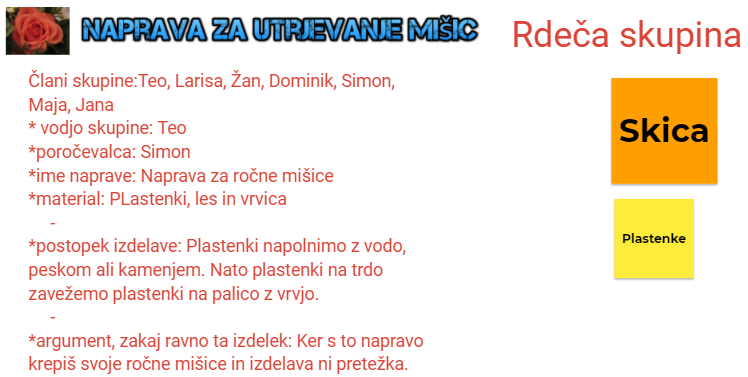 NAPRAVA ZA UTRJEVANJE MIŠIC
Rdeča skupina
Člani skupine:Teo, Larisa, Žan, Dominik, Simon,
Maja, Jana
* vodjo skupine: Teo
*poročevalca: Simon
*ime naprave: Naprava za ročne mišice
*material: PLastenki, les in vrvica
-
*postopek izdelave: Plastenki napolnimo z vodo,
peskom ali kamenjem. Nato plastenki na trdo
zavežemo plastenki na palico z vrvjo.
-
*argument, zakaj ravno ta izdelek: Ker s to napravo
krepiš svoje ročne mišice in izdelava ni pretežka.
Skica
Plastenke